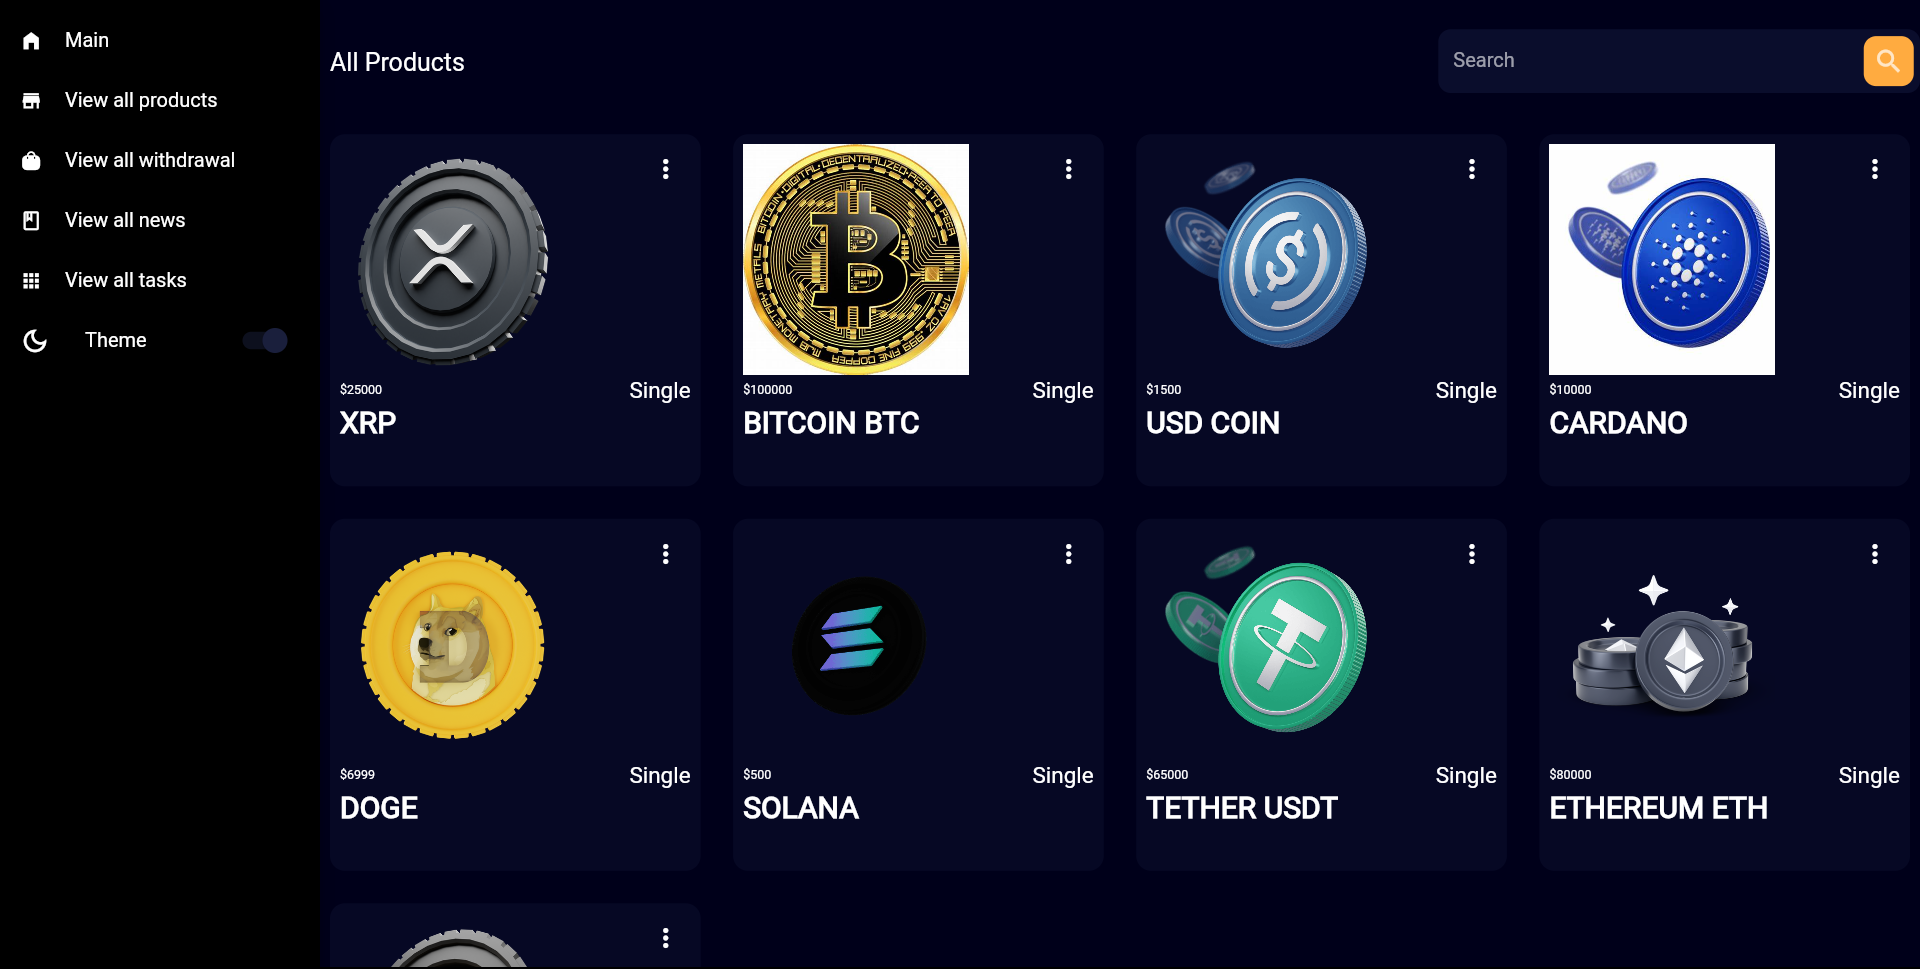 Main
View all products
View all withdrawal
View all news
View all tasks
Theme
All Products
Search
BITCOIN · DIGITAL · DECENTRALIZED · PEER TO PEER
$25000
Single
XRP
$100000
Single
BITCOIN BTC
$1500
Single
USD COIN
$10000
Single
CARDANO
$6999
Single
DOGE
$500
Single
SOLANA
$65000
Single
TETHER USDT
$80000
Single
ETHEREUM ETH